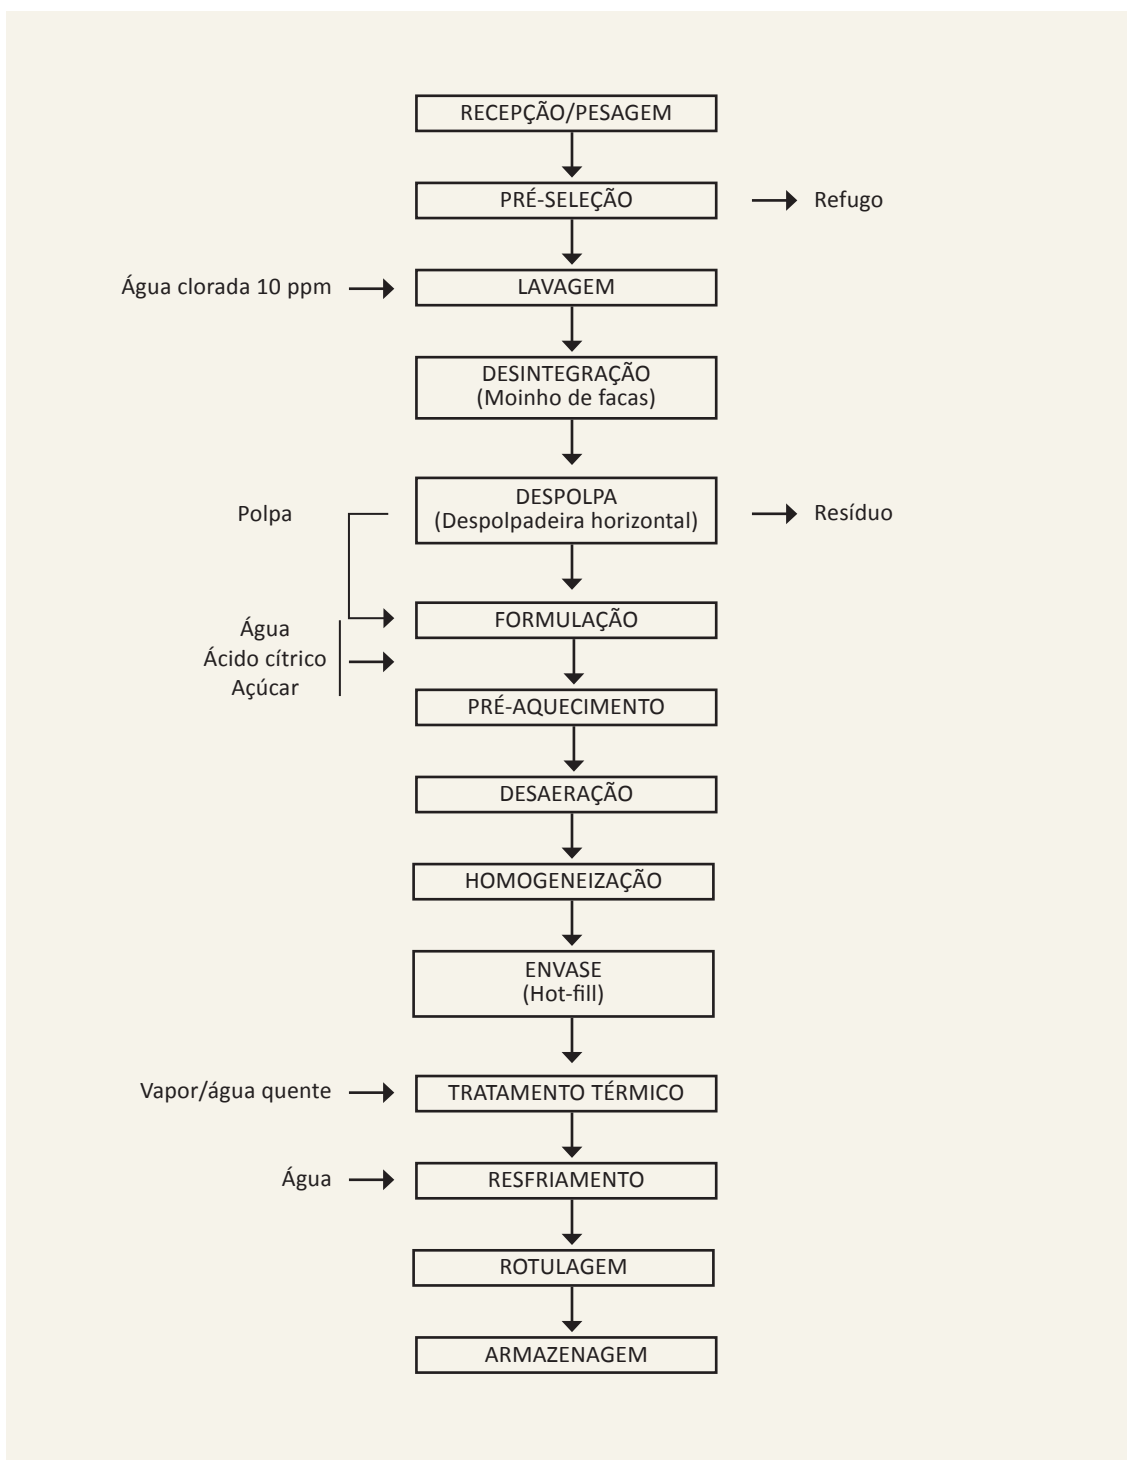 RECEPÇÃO/PESAGEM
PRÉ-SELEÇÃO
Refugo
Água clorada 10 ppm
LAVAGEM
DESINTEGRAÇÃO
(Moinho de facas)
Polpa
DESPOLPA
(Despolpadeira horizontal)
Resíduo
FORMULAÇÃO
Água
Ácido cítrico
Açúcar
PRÉ-AQUECIMENTO
DESAERAÇÃO
HOMOGENEIZAÇÃO
ENVASE
(Hot-fill)
Vapor/água quente
TRATAMENTO TÉRMICO
Água
RESFRIAMENTO
ROTULAGEM
ARMAZENAGEM